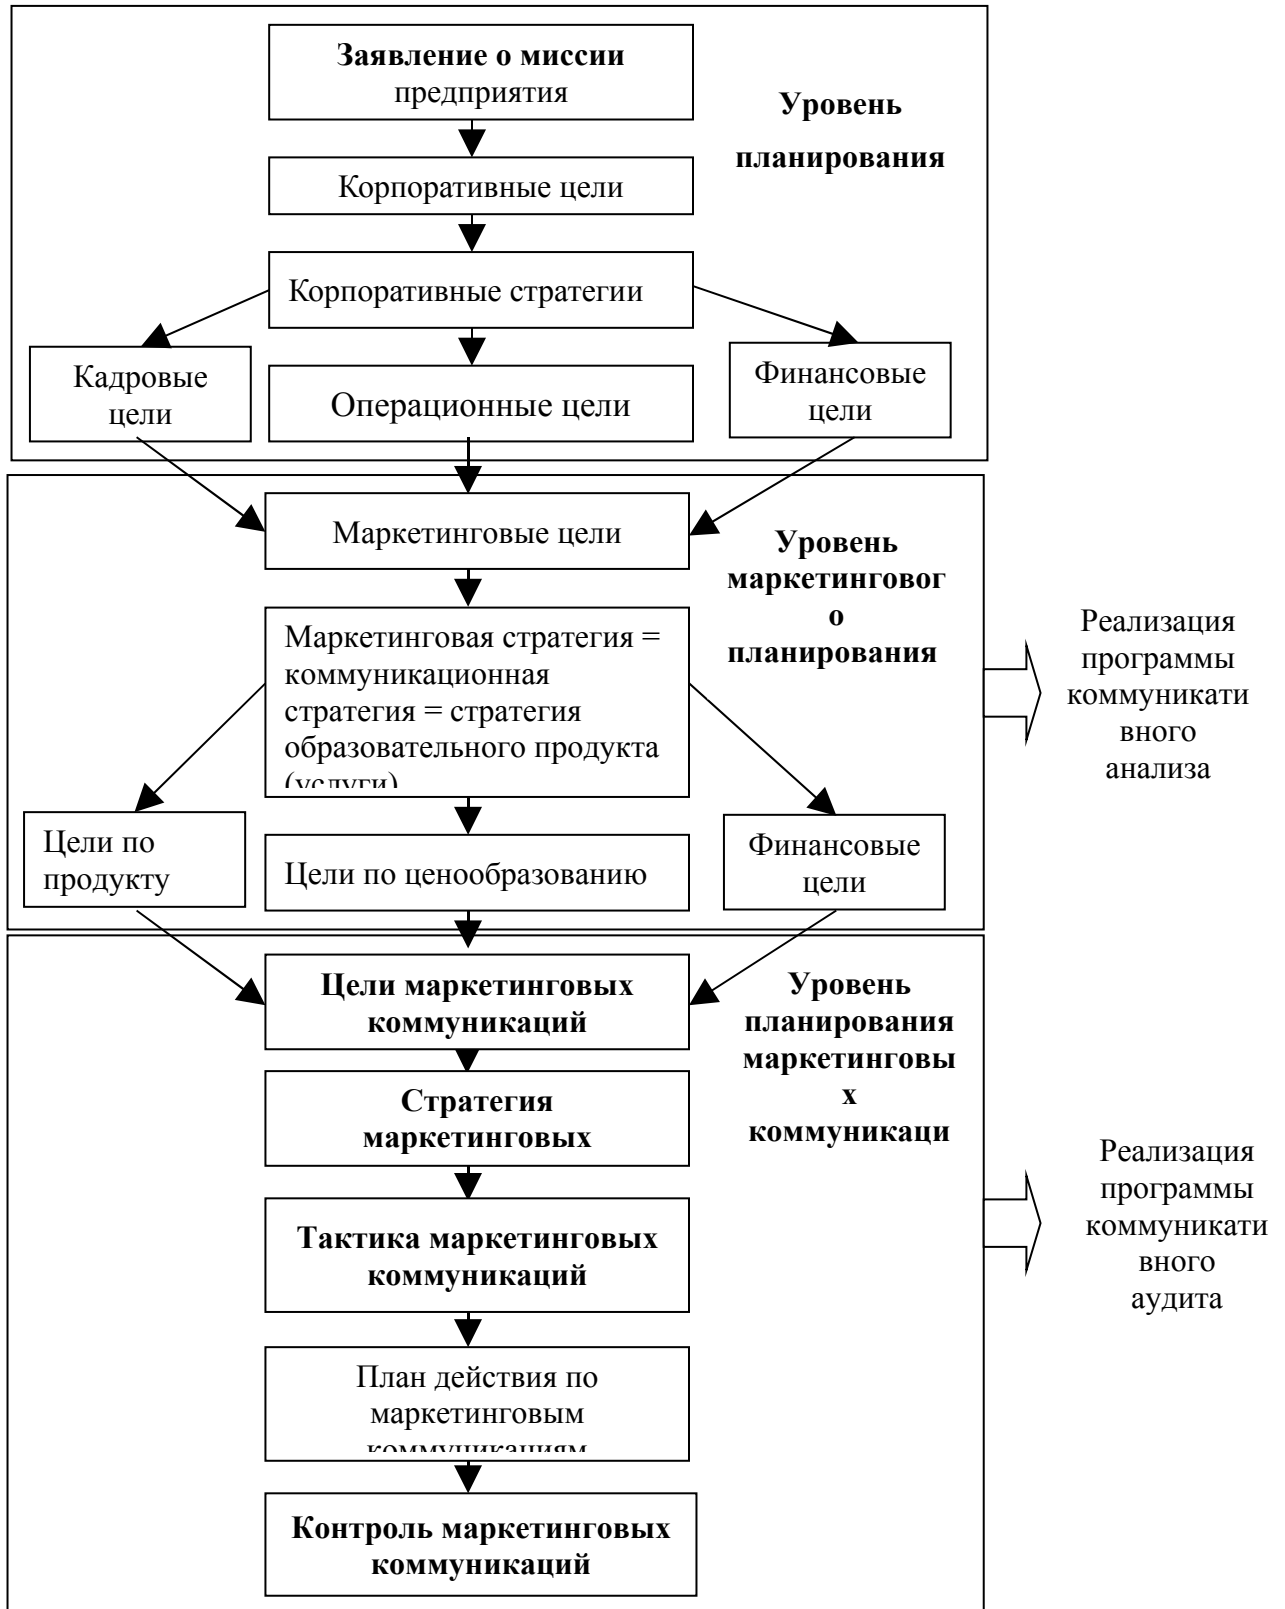 Заявление о миссии
предприятия
Уровень
планирования
Корпоративные цели
Корпоративные стратегии
Кадровые
цели
Операционные цели
Финансовые
цели
Маркетинговые цели
Уровень
маркетинговог
о
планирования
Маркетинговая стратегия =
коммуникационная
стратегия = стратегия
образовательного продукта
(услуги)
Реализация
программы
коммуникати
вного
анализа
Цели по
продукту
Цели по ценообразованию
Финансовые
цели
Цели маркетинговых
коммуникаций
Уровень
планирования
маркетинговы
х
коммуникаци
Стратегия
маркетинговых
Тактика маркетинговых
коммуникаций
Реализация
программы
коммуникати
вного
аудита
План действия по
маркетинговым
коммуникациям
Контроль маркетинговых
коммуникаций